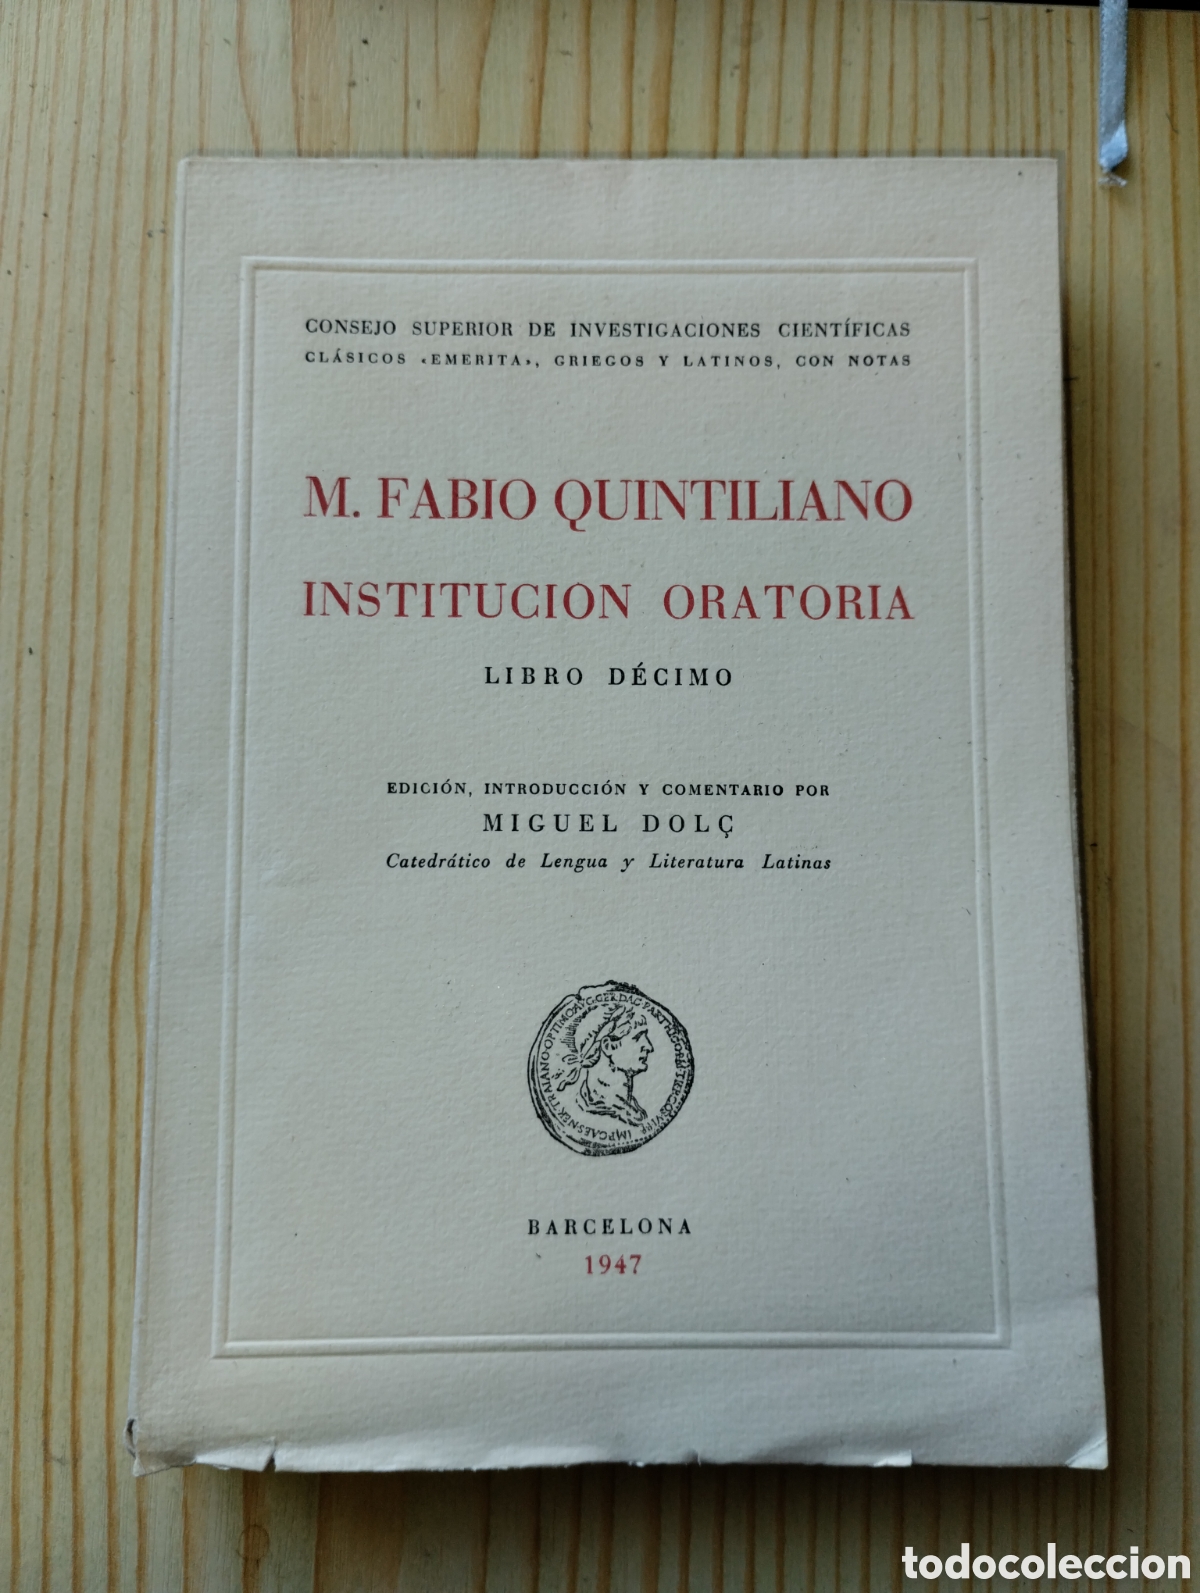 CONSEJO SUPERIOR DE INVESTIGACIONES CIENTÍFICAS
CLÁSICOS «EMERITA», GRIEGOS Y LATINOS, CON NOTAS
M. FABIO QUINTILIANO
INSTITUCION ORATORIA
LIBRO DÉCIMO
EDICIÓN, INTRODUCCIÓN Y COMENTARIO POR
MIGUEL DOLÇ
Catedrático de Lengua y Literatura Latinas
BARCELONA
1947
todocoleccion